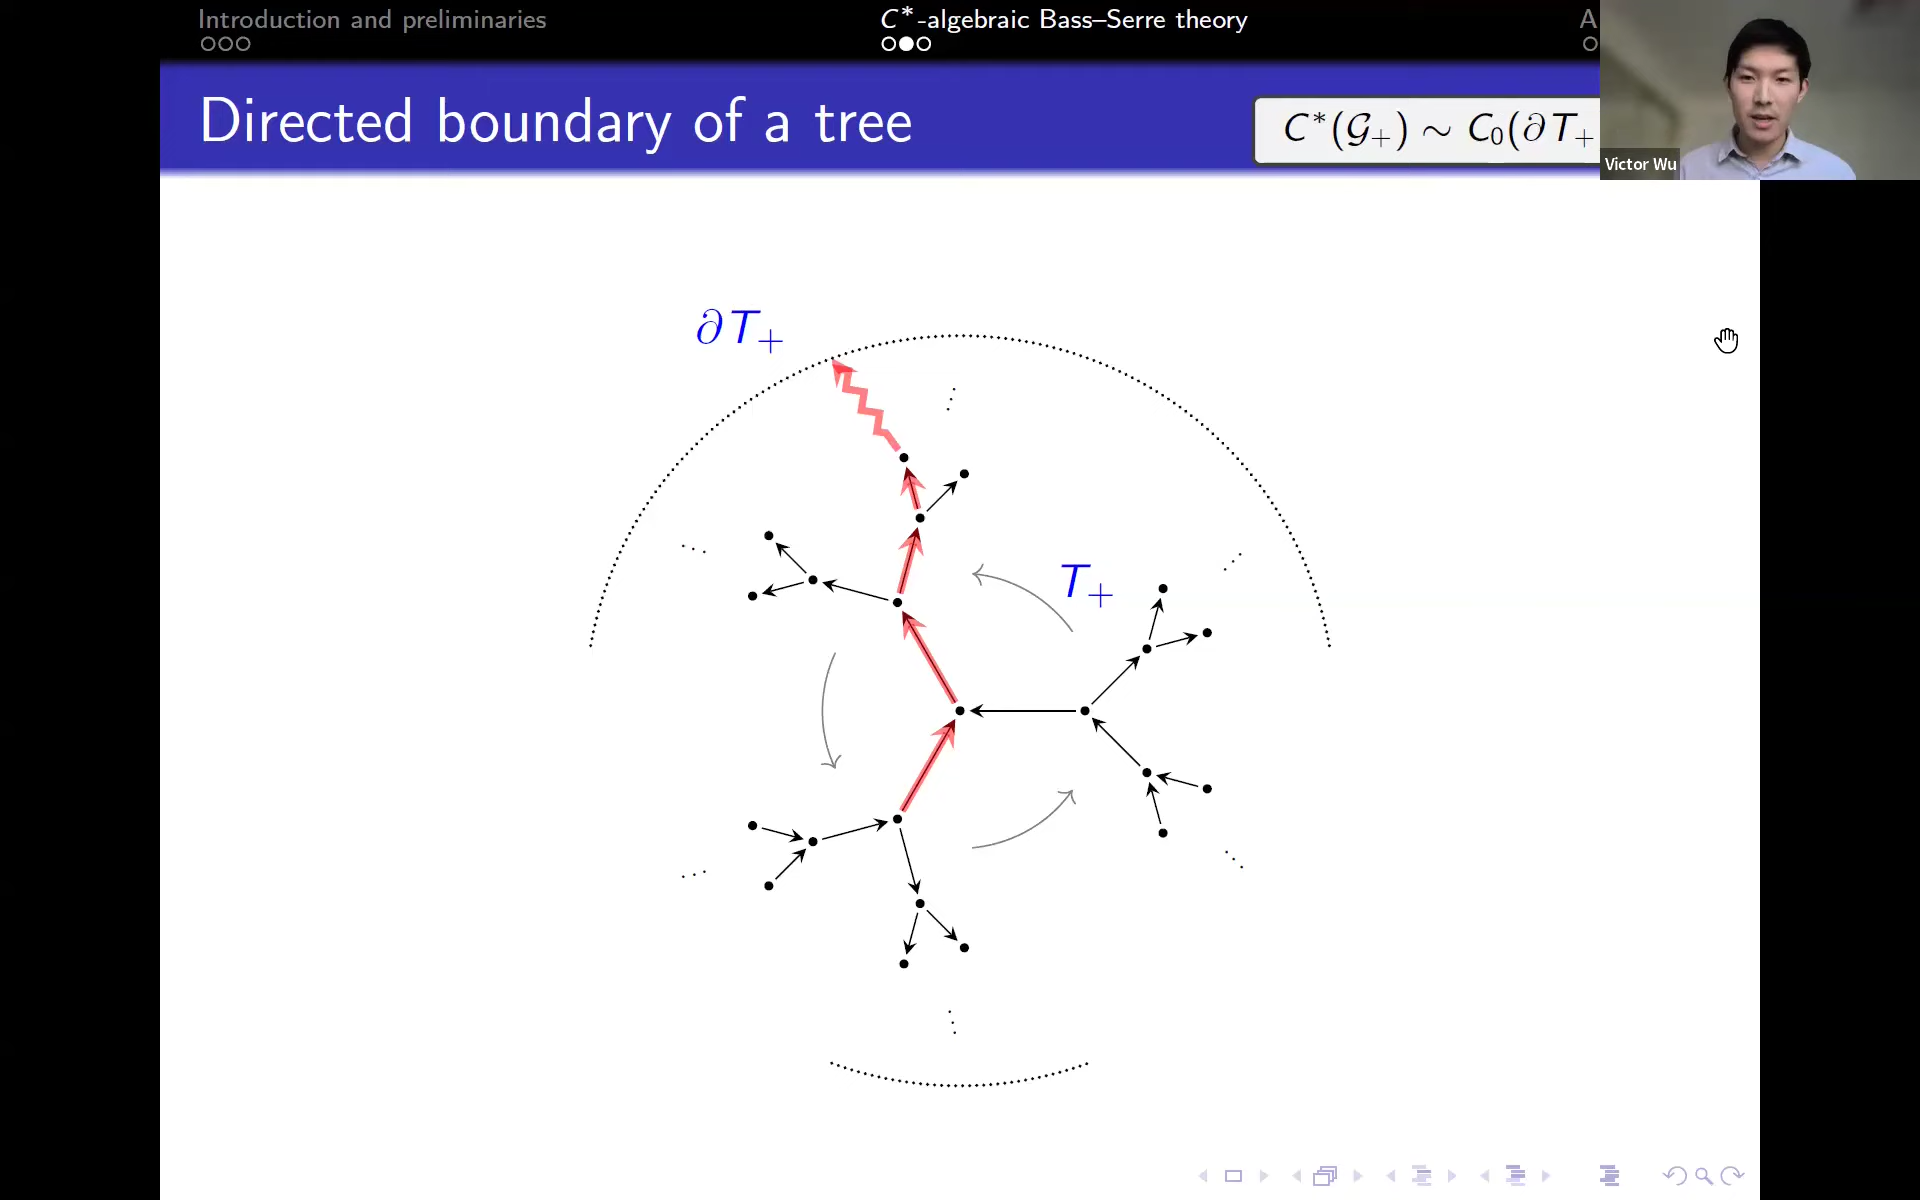 Introduction and preliminaries
C*-algebraic Bass–Serre theory
A
Directed boundary of a tree
C*(𝒢₊) ∼ C₀(∂T₊
Victor Wu
∂T₊
T₊